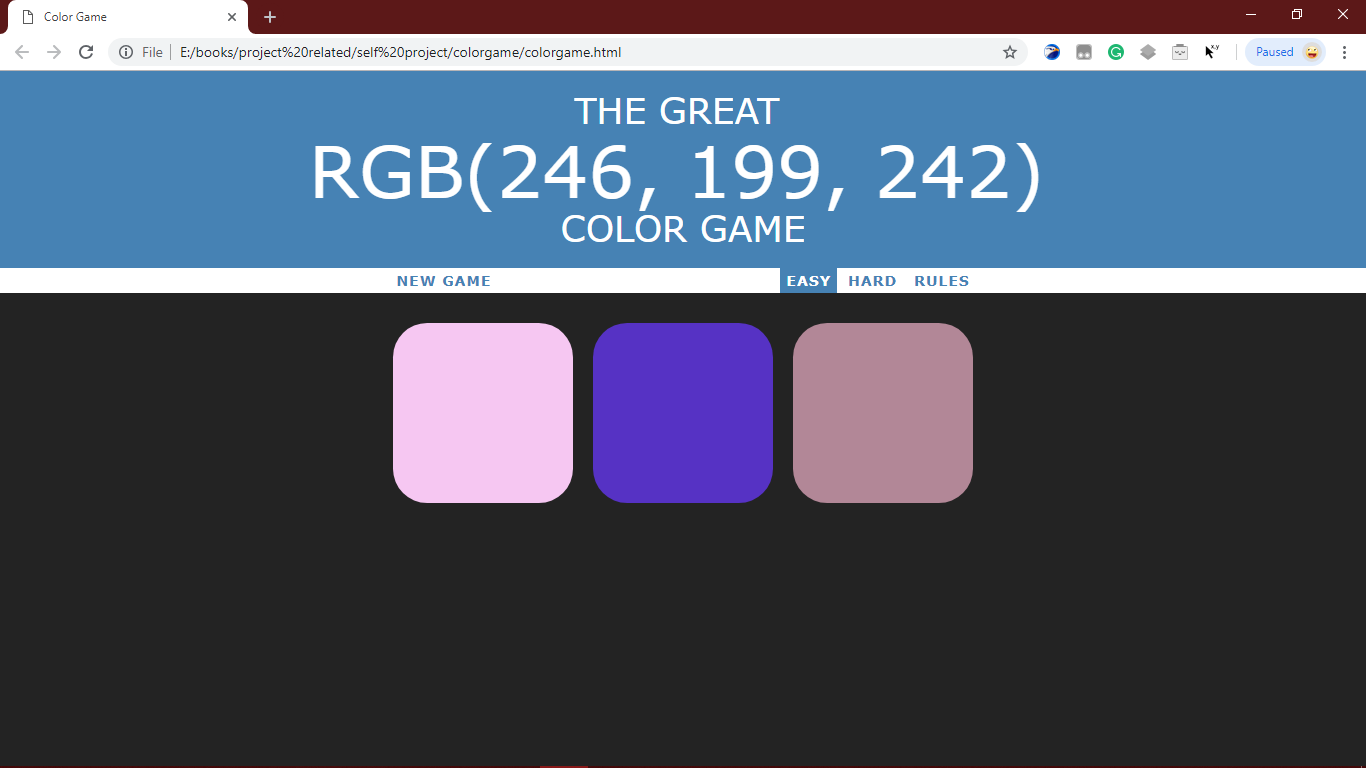 Color Game
File
E:/books/project%20related/self%20project/colorgame/colorgame.html
x,y
Paused
THE GREAT
RGB(246, 199, 242)
COLOR GAME
NEW GAME EASY HARD RULES